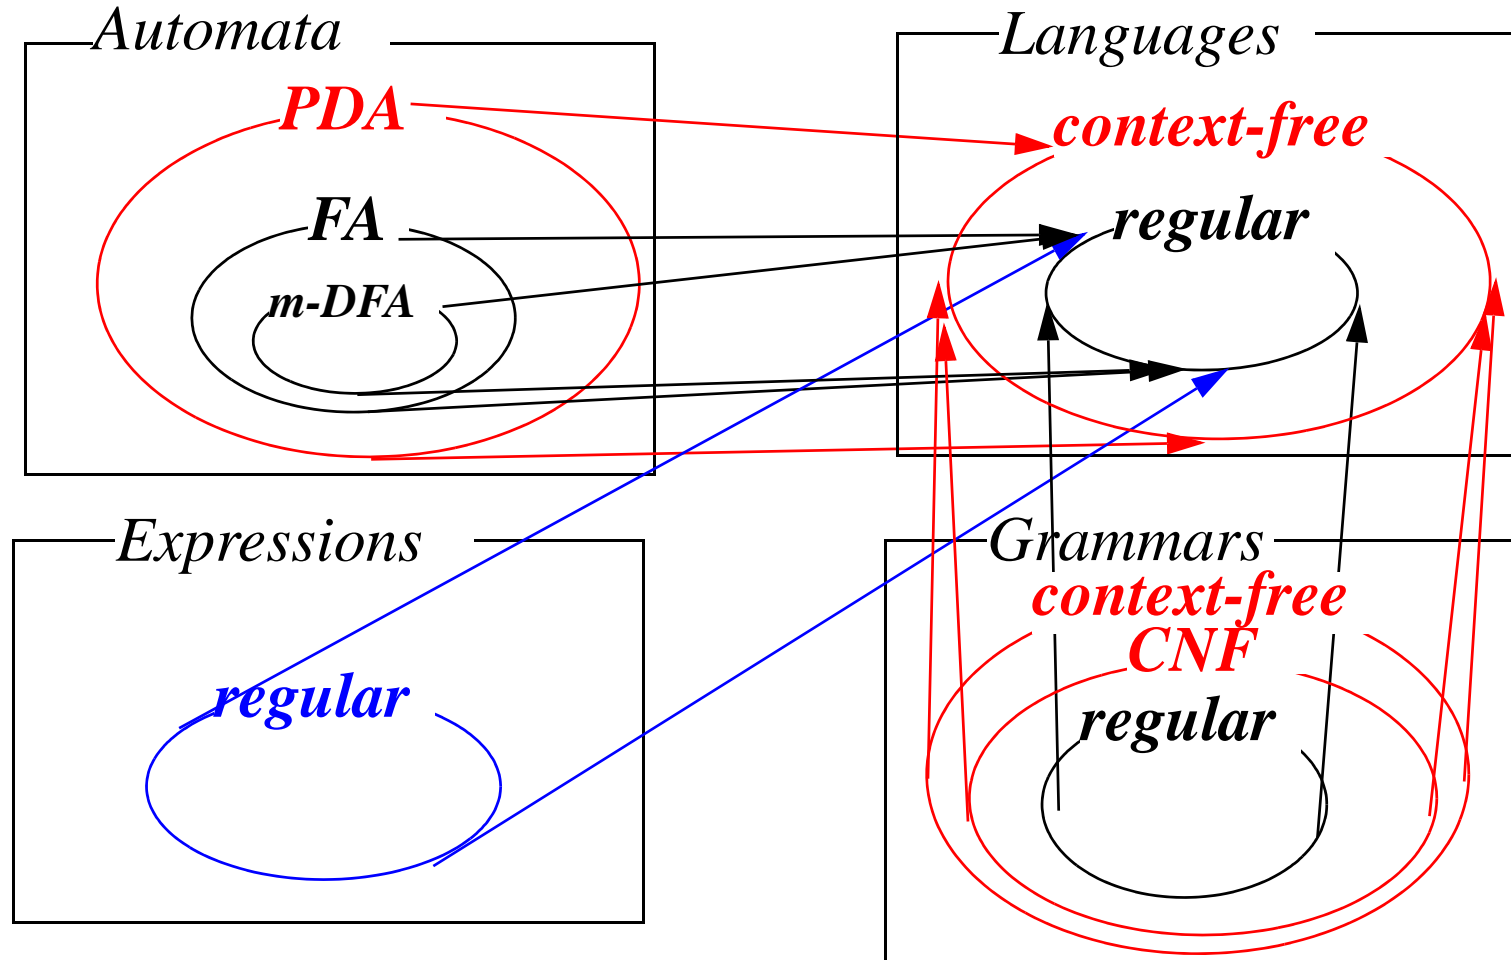 Automata
PDA
FA
m-DFA
Languages
context-free
regular
Expressions
regular
Grammars
context-free
CNF
regular